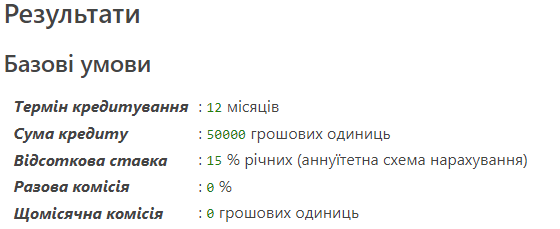 Результати
Базові умови
Термін кредитування : 12 місяців
Сума кредиту : 50000 грошових одиниць
Відсоткова ставка : 15 % річних (аннуїтетна схема нарахування)
Разова комісія : 0 %
Щомісячна комісія : 0 грошових одиниць